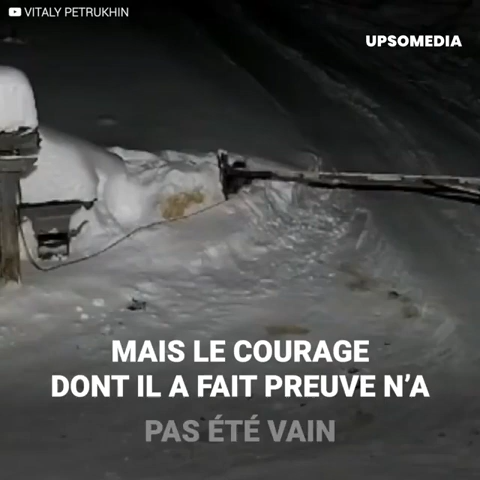 VITALY PETRUKHIN
UPSOMEDIA
MAIS LE COURAGE
DONT IL A FAIT PREUVE N'A
PAS ÉTÉ VAIN